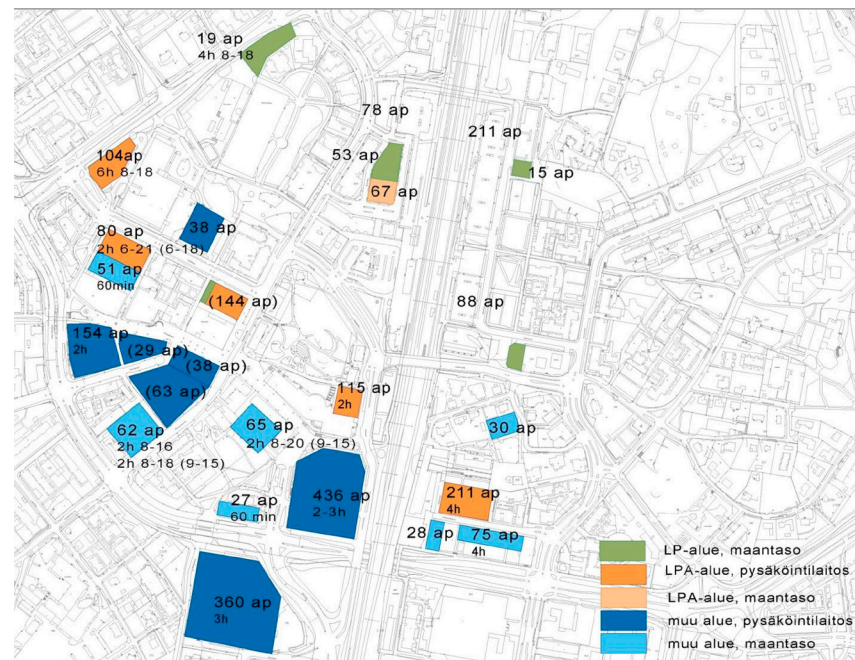 19 ap
4h 8-18
78 ap
211 ap
53 ap
15 ap
67 ap
104ap
6h 8-18
38 ap
80 ap
2h 6-21 (6-18)
51 ap
60min
(144 ap)
88 ap
154 ap
2h
(29 ap)
(38 ap)
(63 ap)
115 ap
2h
62 ap
2h 8-16
2h 8-18 (9-15)
65 ap
2h 8-20 (9-15)
30 ap
436 ap
2-3h
27 ap
60 min
211 ap
4h
28 ap
75 ap
4h
360 ap
3h
LP-alue, maantaso
LPA-alue, pysäköintilaitos
LPA-alue, maantaso
muu alue, pysäköintilaitos
muu alue, maantaso